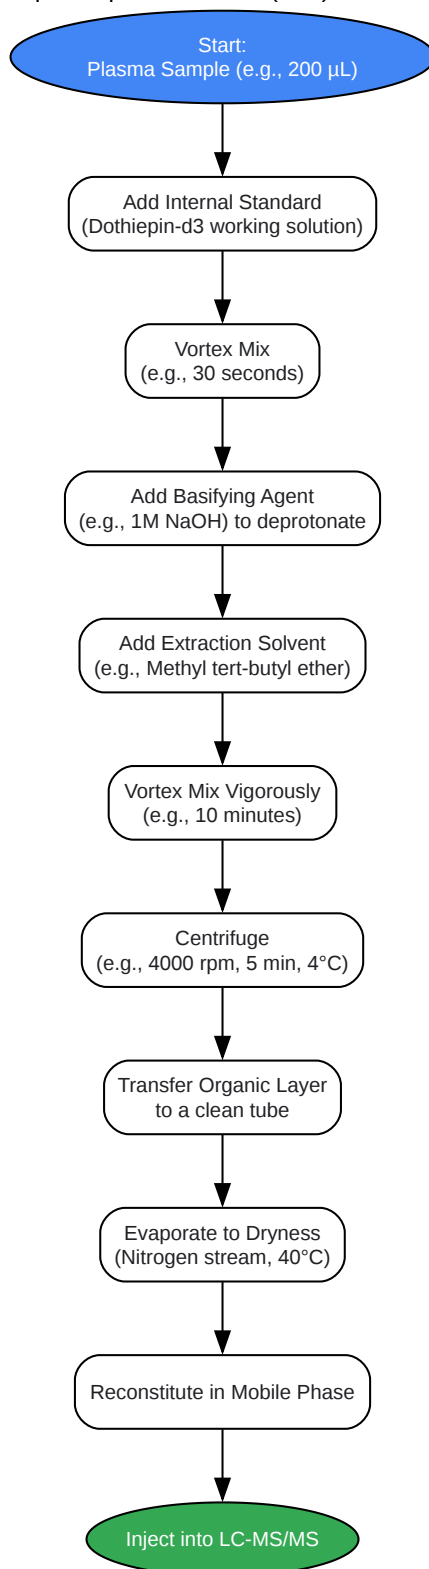 Start:
Plasma Sample (e.g., 200 µL)
Add Internal Standard
(Dothiepin-d3 working solution)
Vortex Mix
(e.g., 30 seconds)
Add Basifying Agent
(e.g., 1M NaOH) to deprotonate
Add Extraction Solvent
(e.g., Methyl tert-butyl ether)
Vortex Mix Vigorously
(e.g., 10 minutes)
Centrifuge
(e.g., 4000 rpm, 5 min, 4°C)
Transfer Organic Layer
to a clean tube
Evaporate to Dryness
(Nitrogen stream, 40°C)
Reconstitute in Mobile Phase
Inject into LC-MS/MS